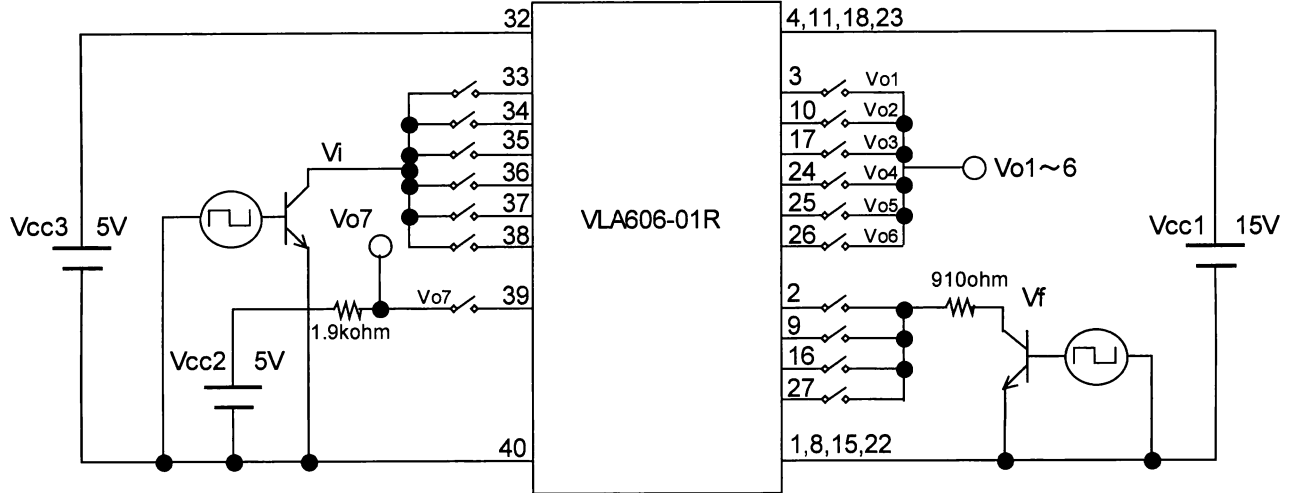 32
4,11,18,23
33
3
Vo1
34
10
Vo2
35
17
Vo3
Vi
Vo1～6
36
24
Vo4
37
25
Vo5
Vo7
VLA606-01R
Vcc3 5V
Vcc1 15V
38
26
Vo6
910ohm
Vo7
39
2
Vf
1.9kohm
9
Vcc2 5V
16
27
40
1,8,15,22